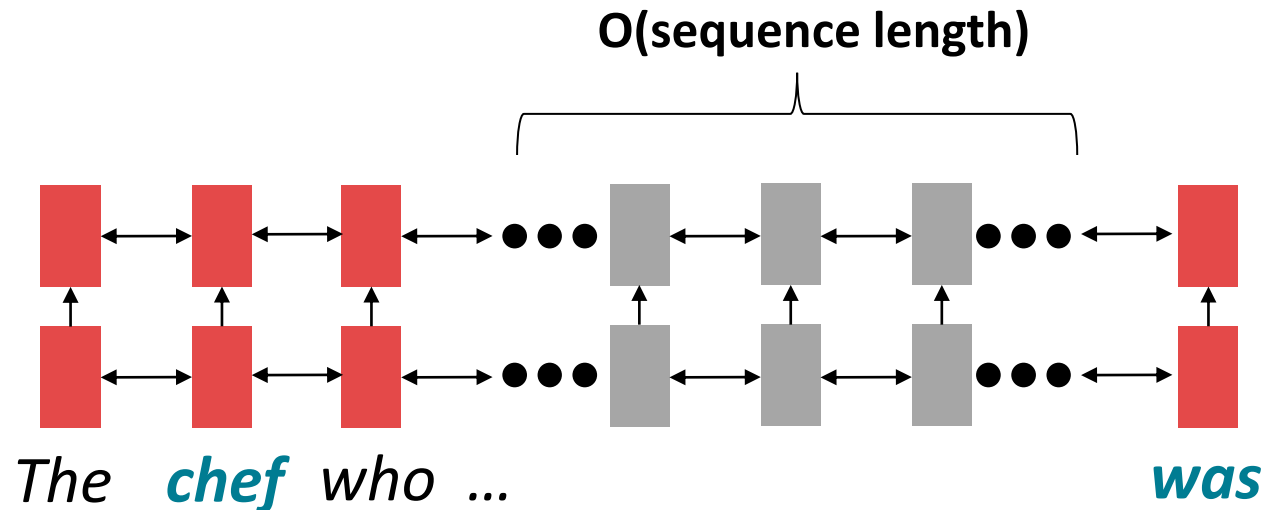 O(sequence length)
The chef who ... was